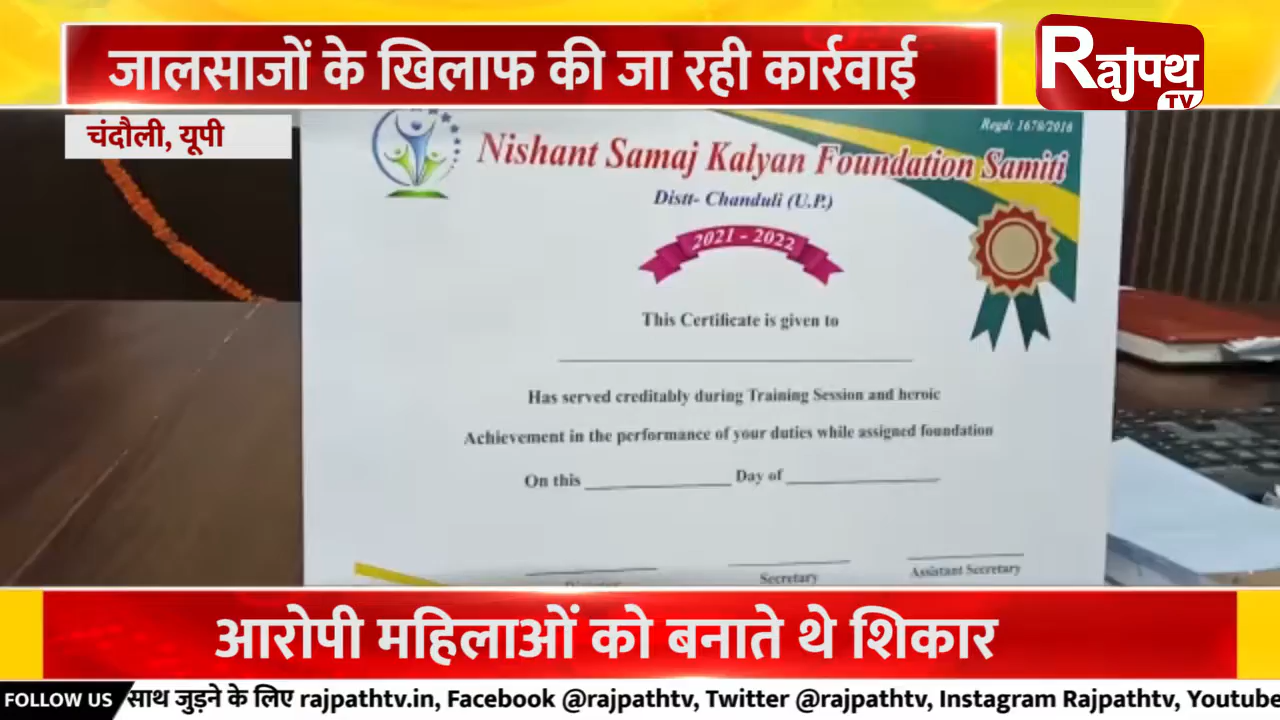 जालसाजों के खिलाफ की जा रही कार्रवाई
Rajपथ
TV
चंदौली, यूपी
Regd: 1678/2016
Nishant Samaj Kalyan Foundation Samiti
Distt- Chanduli (U.P.)
2021 - 2022
This Certificate is given to
Has served creditably during Training Session and heroic
Achievement in the performance of your duties while assigned foundation
On this ____________ Day of ____________
Secretary
Assistant Secretary
आरोपी महिलाओं को बनाते थे शिकार
FOLLOW US साथ जुड़ने के लिए rajpathtv.in, Facebook @rajpathtv, Twitter @rajpathtv, Instagram Rajpathtv, Youtube